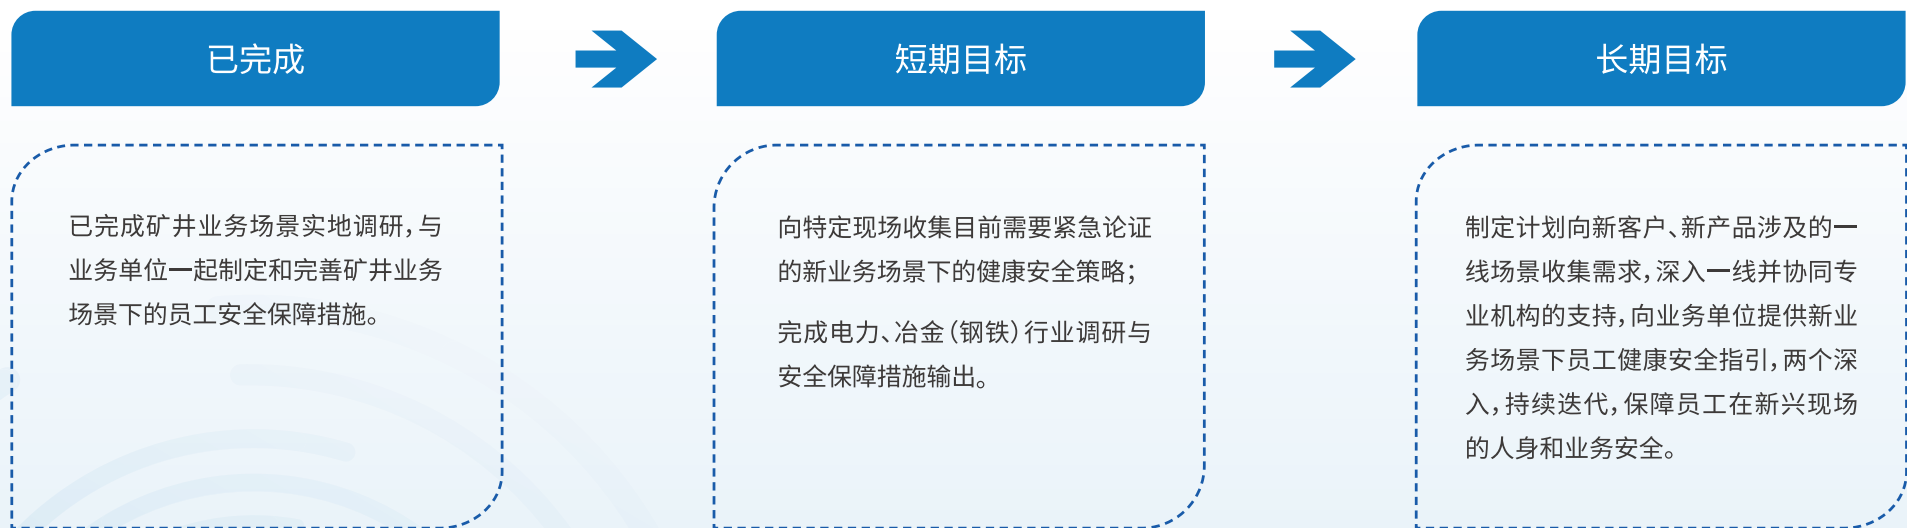 已完成
短期目标
长期目标
已完成矿井业务场景实地调研，与
业务单位一起制定和完善矿井业务
场景下的员工安全保障措施。
向特定现场收集目前需要紧急论证
的新业务场景下的健康安全策略；
完成电力、冶金（钢铁）行业调研与
安全保障措施输出。
制定计划向新客户、新产品涉及的一
线场景收集需求，深入一线并协同专
业机构的支持，向业务单位提供新业
务场景下员工健康安全指引，两个深
入，持续迭代，保障员工在新兴现场
的人身和业务安全。